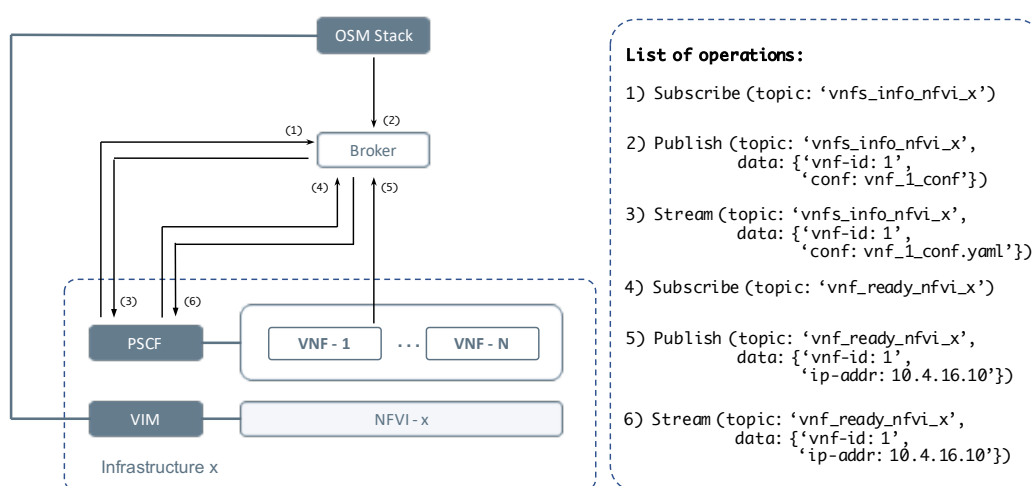 OSM Stack
(2)
(1)
Broker
(4)
(5)
(3)
(6)
PSCF
VNF - 1
...
VNF - N
VIM
NFVI - x
Infrastructure x
List of operations:
1) Subscribe (topic: ‘vnfs_info_nfvi_x’)
2) Publish (topic: ‘vnfs_info_nfvi_x’,
data: {‘vnf-id: 1’,
‘conf: vnf_1_conf’})
3) Stream (topic: ‘vnfs_info_nfvi_x’,
data: {‘vnf-id: 1’,
‘conf: vnf_1_conf.yaml’})
4) Subscribe (topic: ‘vnf_ready_nfvi_x’)
5) Publish (topic: ‘vnf_ready_nfvi_x’,
data: {‘vnf-id: 1’,
‘ip-addr: 10.4.16.10’})
6) Stream (topic: ‘vnf_ready_nfvi_x’,
data: {‘vnf-id: 1’,
‘ip-addr: 10.4.16.10’})